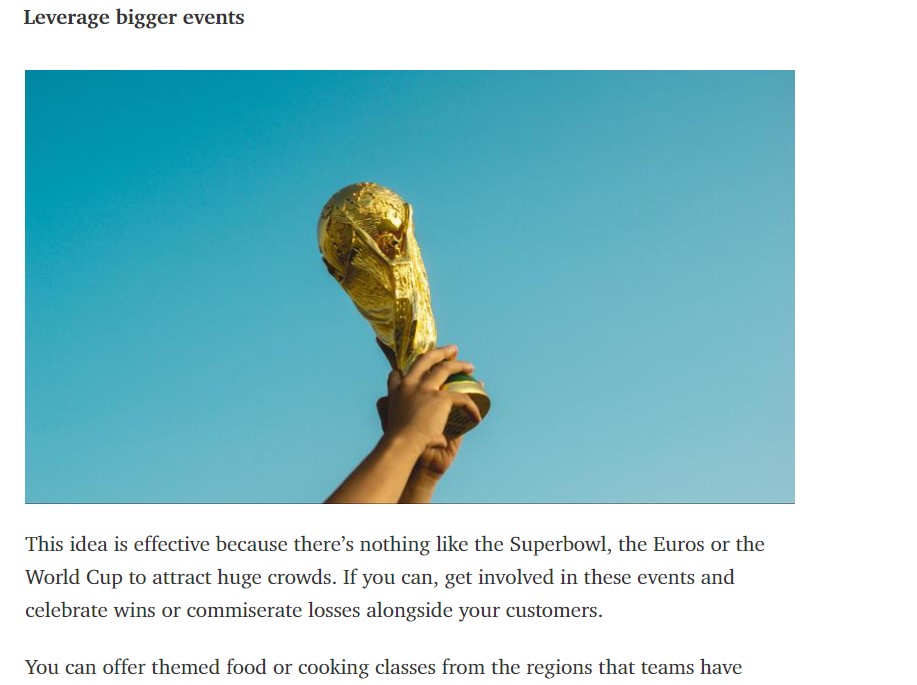 Leverage bigger events
This idea is effective because there’s nothing like the Superbowl, the Euros or the
World Cup to attract huge crowds. If you can, get involved in these events and
celebrate wins or commiserate losses alongside your customers.
You can offer themed food or cooking classes from the regions that teams have